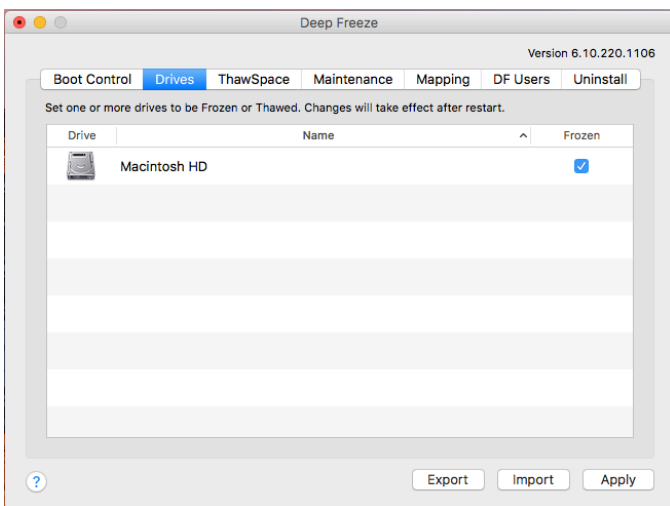 Deep Freeze
Version 6.10.220.1106
Boot Control Drives ThawSpace Maintenance Mapping DF Users Uninstall
Set one or more drives to be Frozen or Thawed. Changes will take effect after restart.
Drive Name Frozen
Macintosh HD
? Export Import Apply